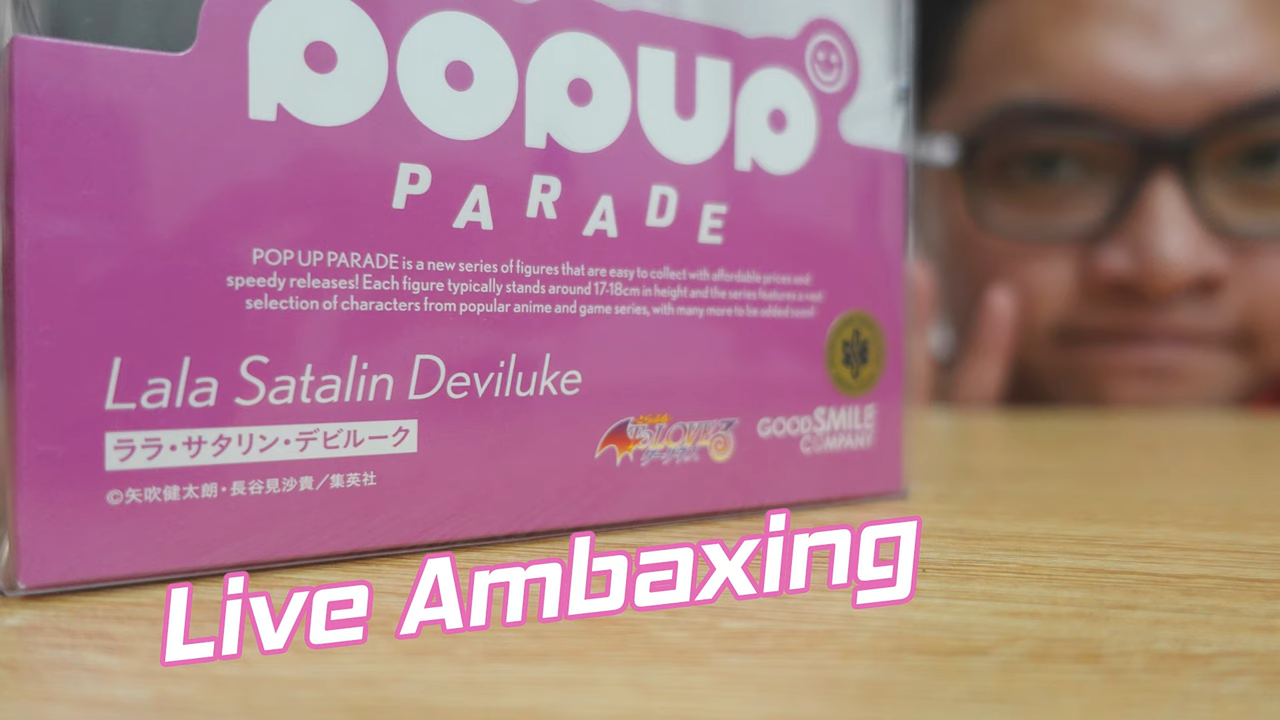 POPUP
PARADE
POP UP PARADE is a new series of figures that are easy to collect with affordable prices and
speedy releases! Each figure typically stands around 17-18cm in height and the series features a vast
selection of characters from popular anime and game series, with many more to be added soon!
Lala Satalin Deviluke
ララ・サタリン・デビルーク
©矢吹健太朗・長谷見沙貴／集英社
GOODSMILE
COMPANY
Live Ambaxing